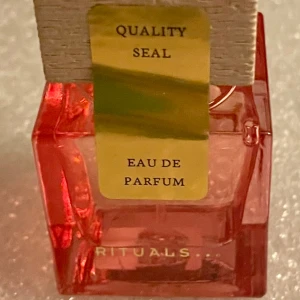 QUALITY
SEAL
EAU DE
PARFUM
RITUALS...